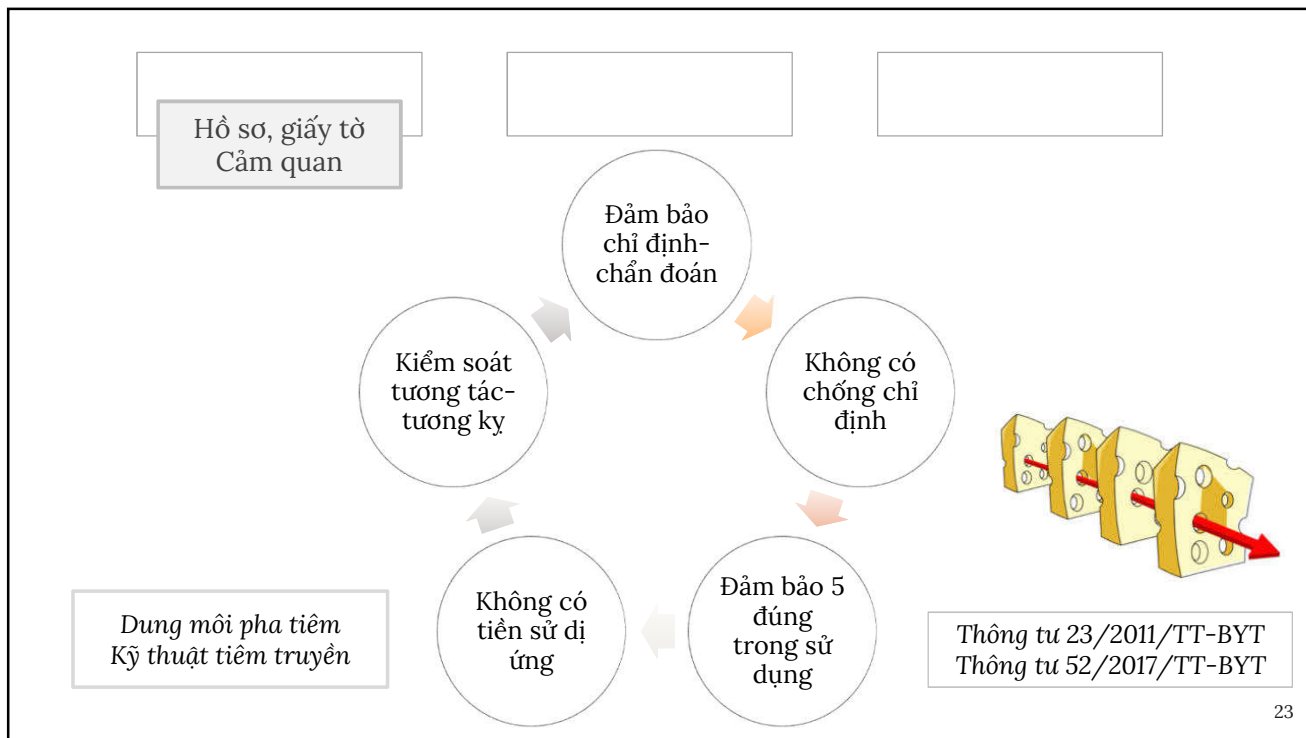 Hồ sơ, giấy tờ
Cảm quan
Đảm bảo
chỉ định-
chẩn đoán
Kiểm soát
tương tác-
tương kỵ
Không có
chống chỉ
định
Không có
tiền sử dị
ứng
Đảm bảo 5
đúng
trong sử
dụng
Dung môi pha tiêm
Kỹ thuật tiêm truyền
Thông tư 23/2011/TT-BYT
Thông tư 52/2017/TT-BYT
23